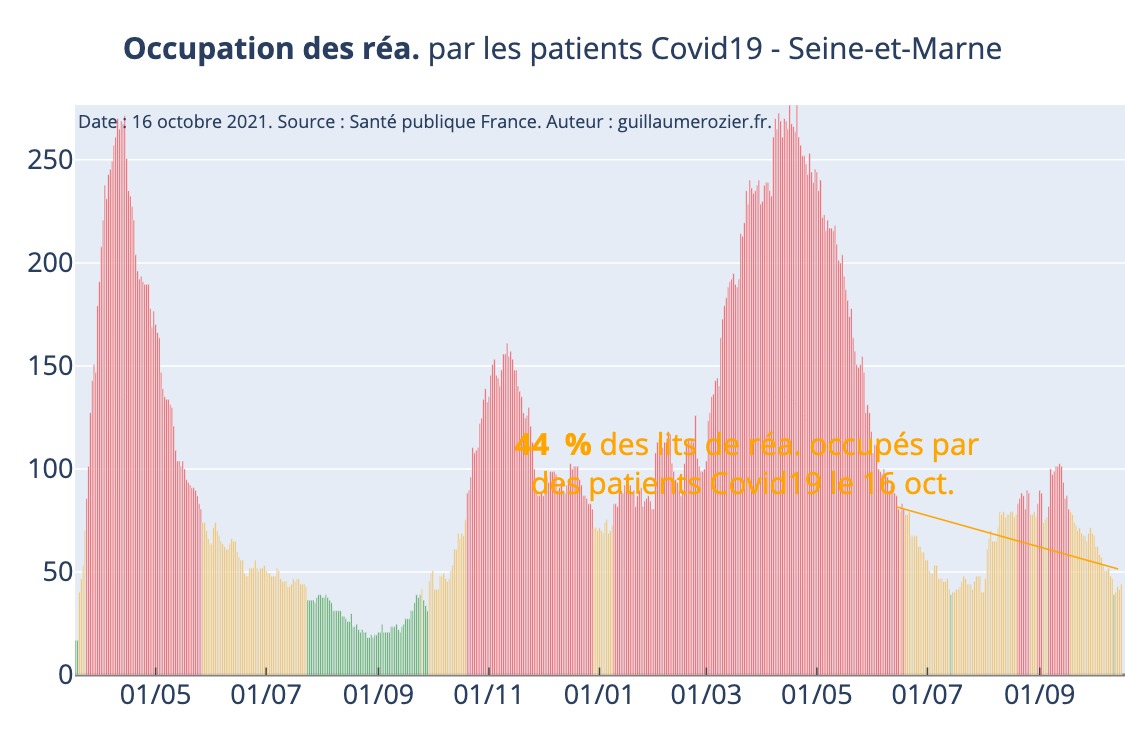 Occupation des réa. par les patients Covid19 - Seine-et-Marne
Date : 16 octobre 2021. Source : Santé publique France. Auteur : guillaumerozier.fr.
250
200
150
100
50
0
44 % des lits de réa. occupés par
des patients Covid19 le 16 oct.
01/05 01/07 01/09 01/11 01/01 01/03 01/05 01/07 01/09